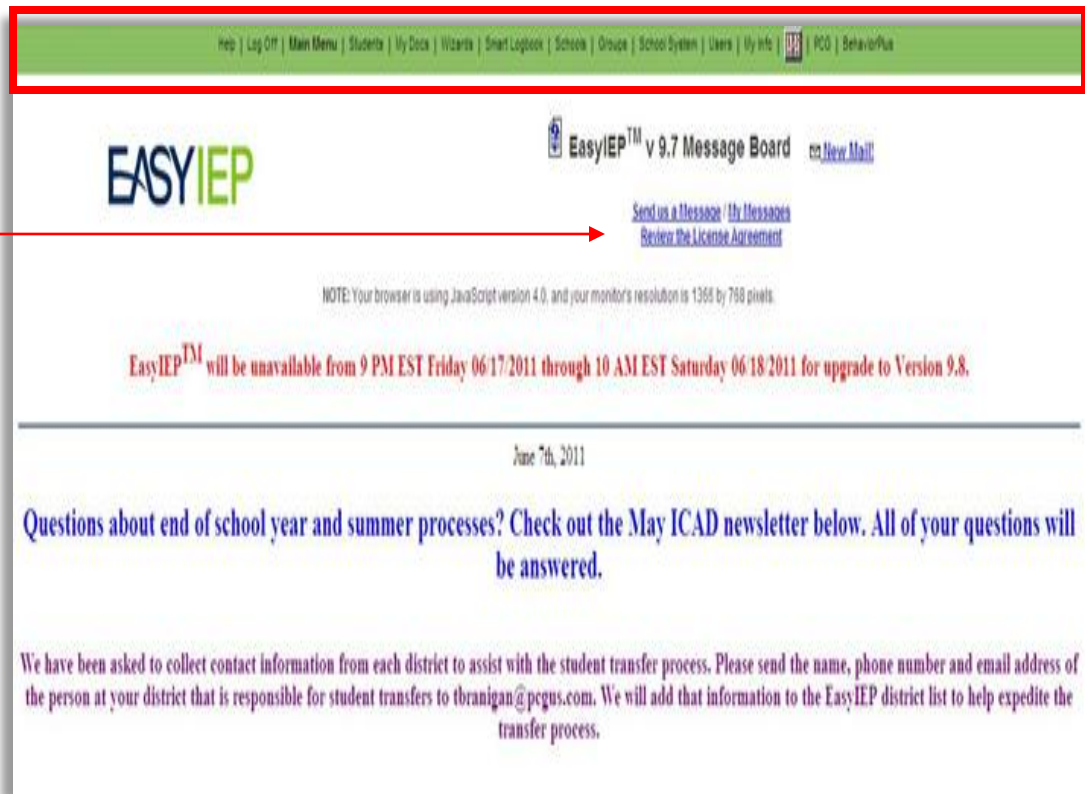 Help | Log Off | Main Menu | Students | My Docs | Wizards | Smart Logbook | Schools | Groups | School System | Users | My Info | | PCG | BehaviorPlus
EASYIEP
EasyIEP™ v 9.7 Message Board New Mail!
Send us a Message / My Messages
Review the License Agreement
NOTE: Your browser is using JavaScript version 4.0, and your monitor's resolution is 1366 by 768 pixels.
EasyIEP™ will be unavailable from 9 PM EST Friday 06/17/2011 through 10 AM EST Saturday 06/18/2011 for upgrade to Version 9.8.
June 7th, 2011
Questions about end of school year and summer processes? Check out the May ICAD newsletter below. All of your questions will
be answered.
We have been asked to collect contact information from each district to assist with the student transfer process. Please send the name, phone number and email address of
the person at your district that is responsible for student transfers to tbranigan@pcgus.com. We will add that information to the EasyIEP district list to help expedite the
transfer process.